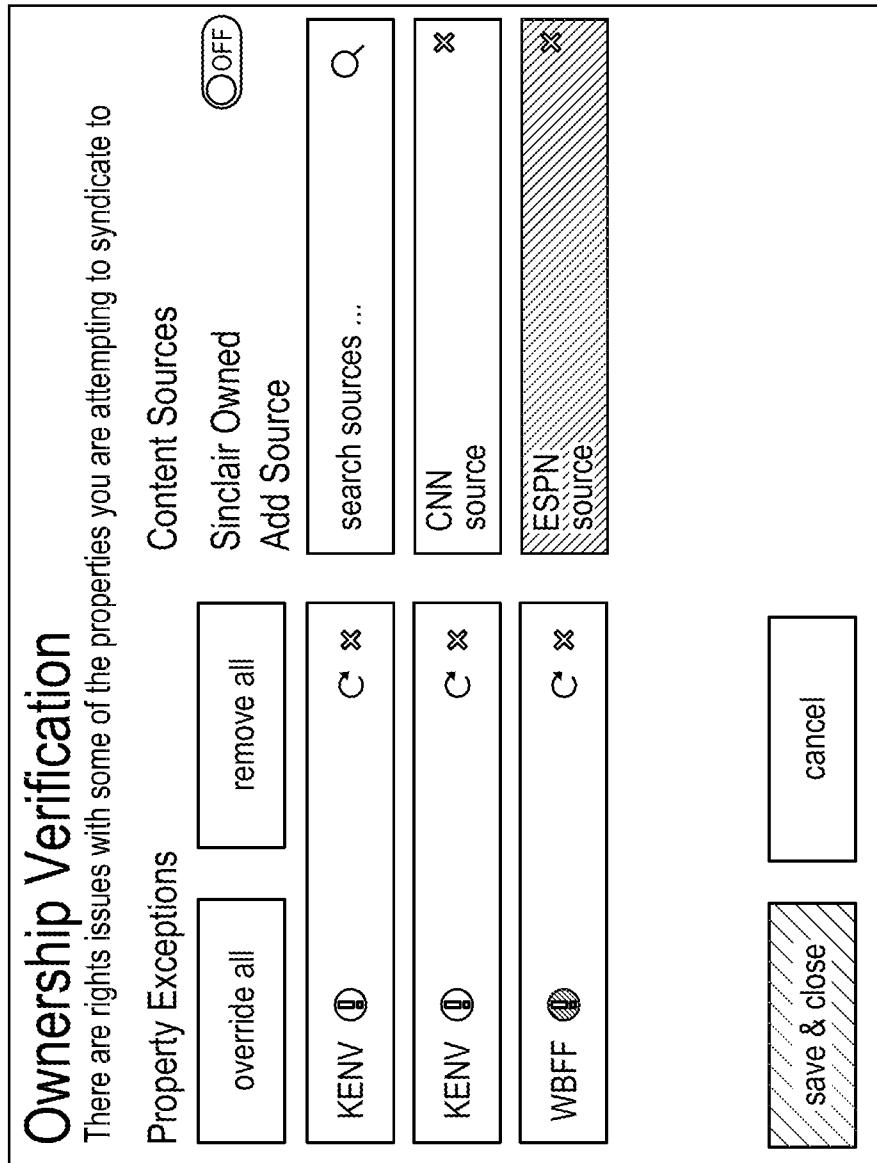 Ownership Verification
There are rights issues with some of the properties you are attempting to syndicate to
Property Exceptions
override all
remove all
KENV
KENV
WBFF
Content Sources
Sinclair Owned
OFF
Add Source
search sources ...
CNN
source
ESPN
source
save & close
cancel